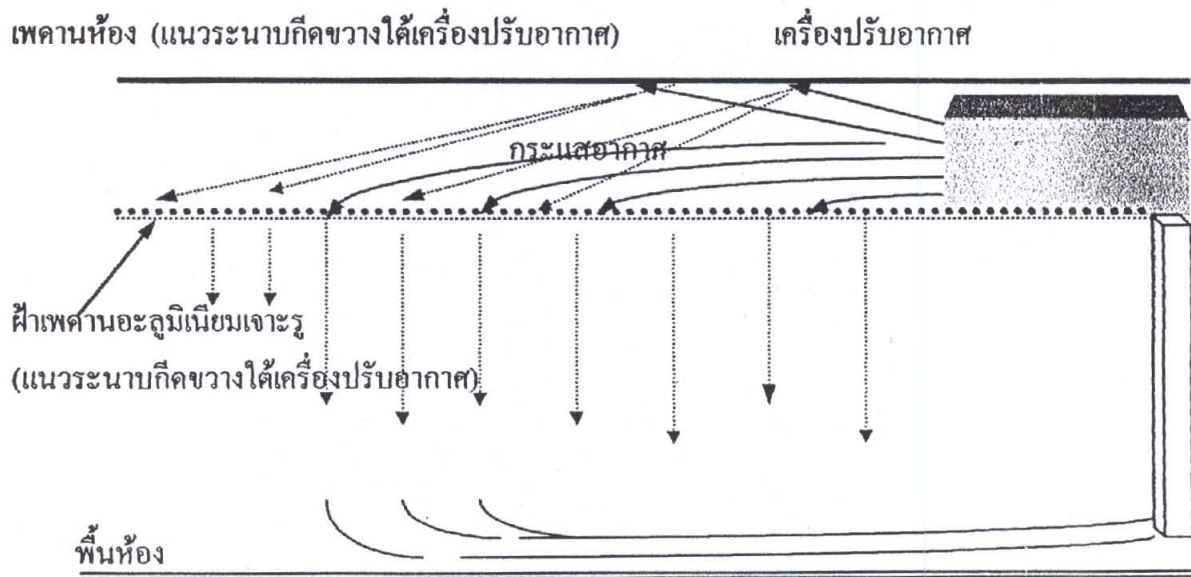 เพดานห้อง (แนวระนาบกีดขวางใต้เครื่องปรับอากาศ)
เครื่องปรับอากาศ
กระแสอากาศ
ฝ้าเพดานอะลูมิเนียมเจาะรู
(แนวระนาบกีดขวางใต้เครื่องปรับอากาศ)
พื้นห้อง